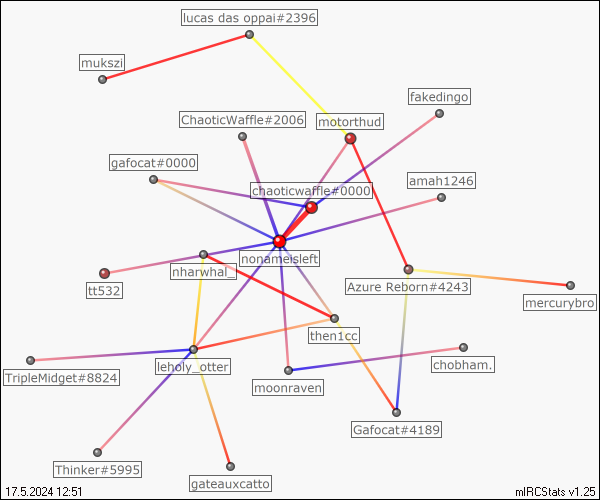 lucas das oppai#2396
mukszi
fakedingo
ChaoticWaffle#2006
motorthud
gafocat#0000
amah1246
chaoticwaffle#0000
nonameisleft
nharwhal_
tt532
Azure Reborn#4243
mercurybro
then1cc
leholy_otter
chobham.
TripleMidget#8824
moonraven
Gafocat#4189
Thinker#5995
gateauxcatto
17.5.2024 12:51
mIRCStats v1.25